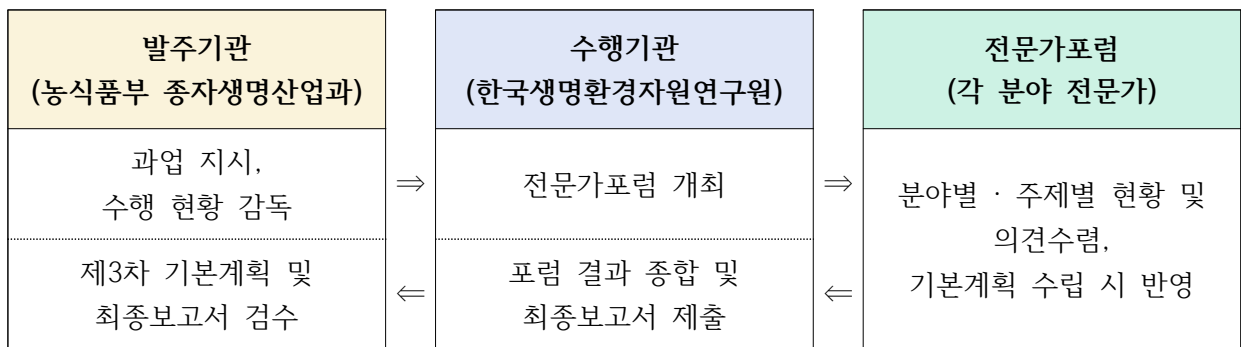 발주기관
(농식품부 종자생명산업과)
과업 지시,
수행 현황 감독
제3차 기본계획 및
최종보고서 검수
⇒
⇐
수행기관
(한국생명환경자원연구원)
전문가포럼 개최
포럼 결과 종합 및
최종보고서 제출
⇒
⇐
전문가포럼
(각 분야 전문가)
분야별 · 주제별 현황 및
의견수렴,
기본계획 수립 시 반영